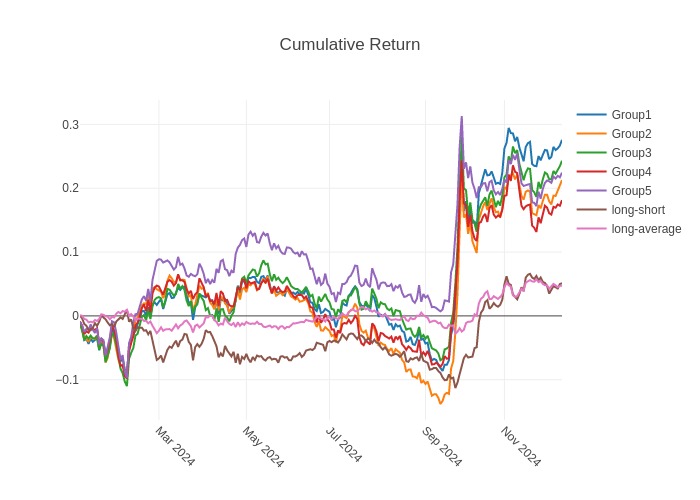 Cumulative Return
0.3
0.2
0.1
0
−0.1
Mar 2024
May 2024
Jul 2024
Sep 2024
Nov 2024
Group1
Group2
Group3
Group4
Group5
long-short
long-average